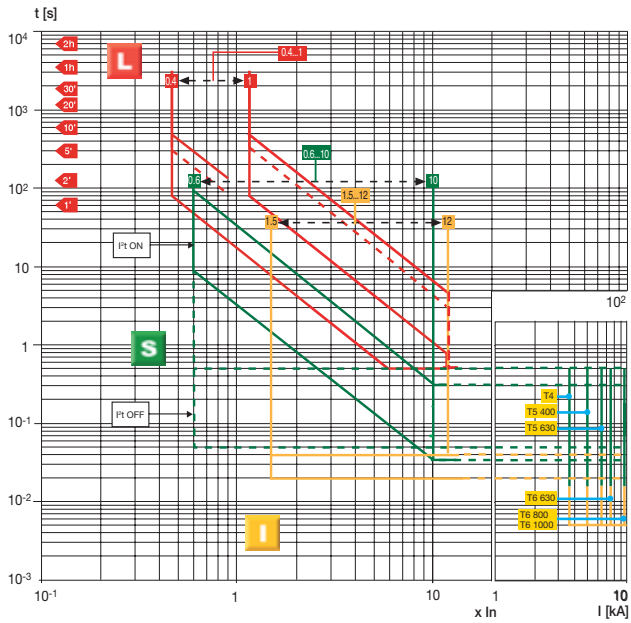 t [s]
10⁴
2h
1h
30'
20'
10³
10'
5'
2'
10²
1'
10
1
10⁻¹
10⁻²
10⁻³
L
0.4
1
0.4...1
0.6...10
0.6
10
1.5...12
1.5
12
I²t ON
S
I²t OFF
I
10²
T4
T5 400
T5 630
T6 630
T6 800
T6 1000
10⁻¹
1
10
x In
1
10
I [kA]